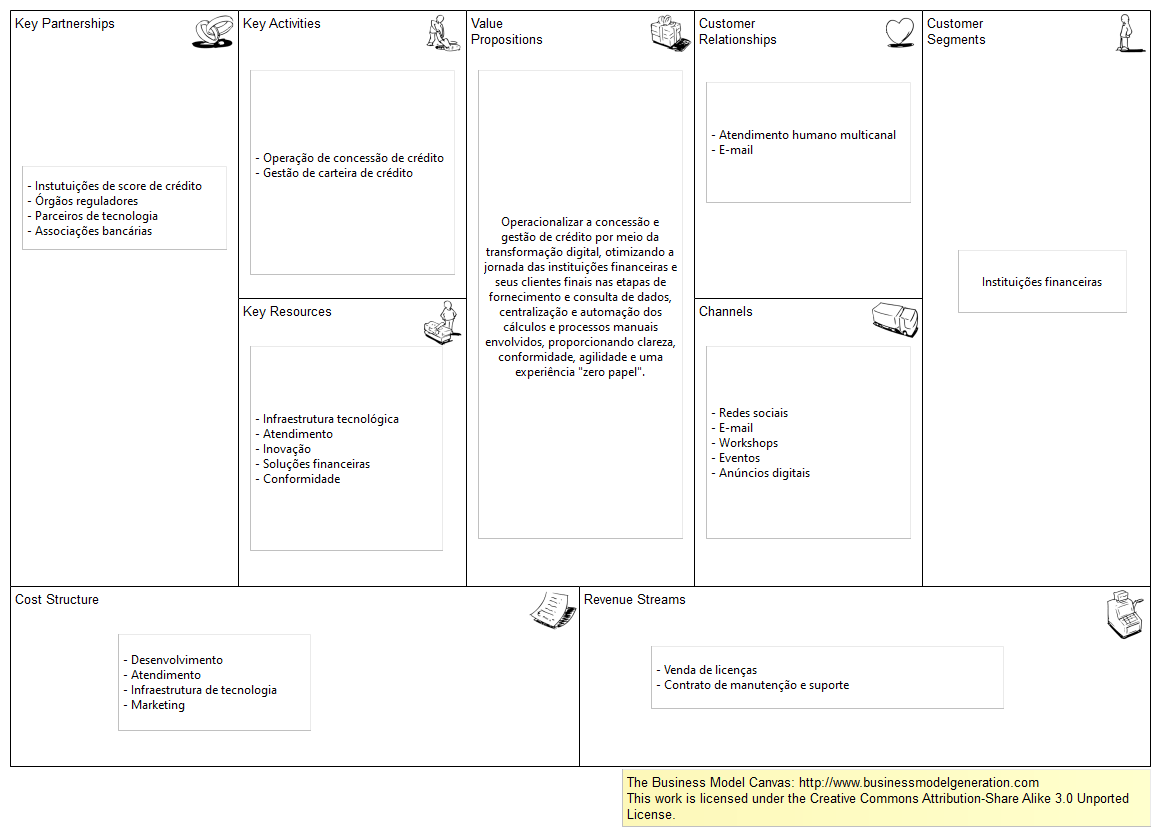 Key Partnerships
- Instutuições de score de crédito
- Órgãos reguladores
- Parceiros de tecnologia
- Associações bancárias
Key Activities
- Operação de concessão de crédito
- Gestão de carteira de crédito
Key Resources
- Infraestrutura tecnológica
- Atendimento
- Inovação
- Soluções financeiras
- Conformidade
Value
Propositions
Operacionalizar a concessão e
gestão de crédito por meio da
transformação digital, otimizando a
jornada das instituições financeiras e
seus clientes finais nas etapas de
fornecimento e consulta de dados,
centralização e automação dos
cálculos e processos manuais
envolvidos, proporcionando clareza,
conformidade, agilidade e uma
experiência "zero papel".
Customer
Relationships
- Atendimento humano multicanal
- E-mail
Channels
- Redes sociais
- E-mail
- Workshops
- Eventos
- Anúncios digitais
Customer
Segments
Instituições financeiras
Cost Structure
- Desenvolvimento
- Atendimento
- Infraestrutura de tecnologia
- Marketing
Revenue Streams
- Venda de licenças
- Contrato de manutenção e suporte
The Business Model Canvas: http://www.businessmodelgeneration.com
This work is licensed under the Creative Commons Attribution-Share Alike 3.0 Unported
License.